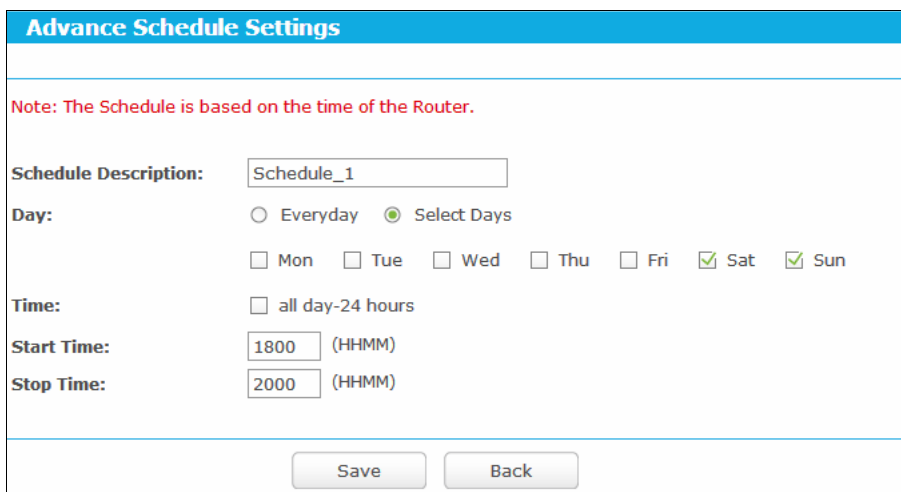 Advance Schedule Settings
Note: The Schedule is based on the time of the Router.
Schedule Description: Schedule_1
Day: Everyday Select Days
Mon Tue Wed Thu Fri Sat Sun
Time: all day-24 hours
Start Time: 1800 (HHMM)
Stop Time: 2000 (HHMM)
Save Back